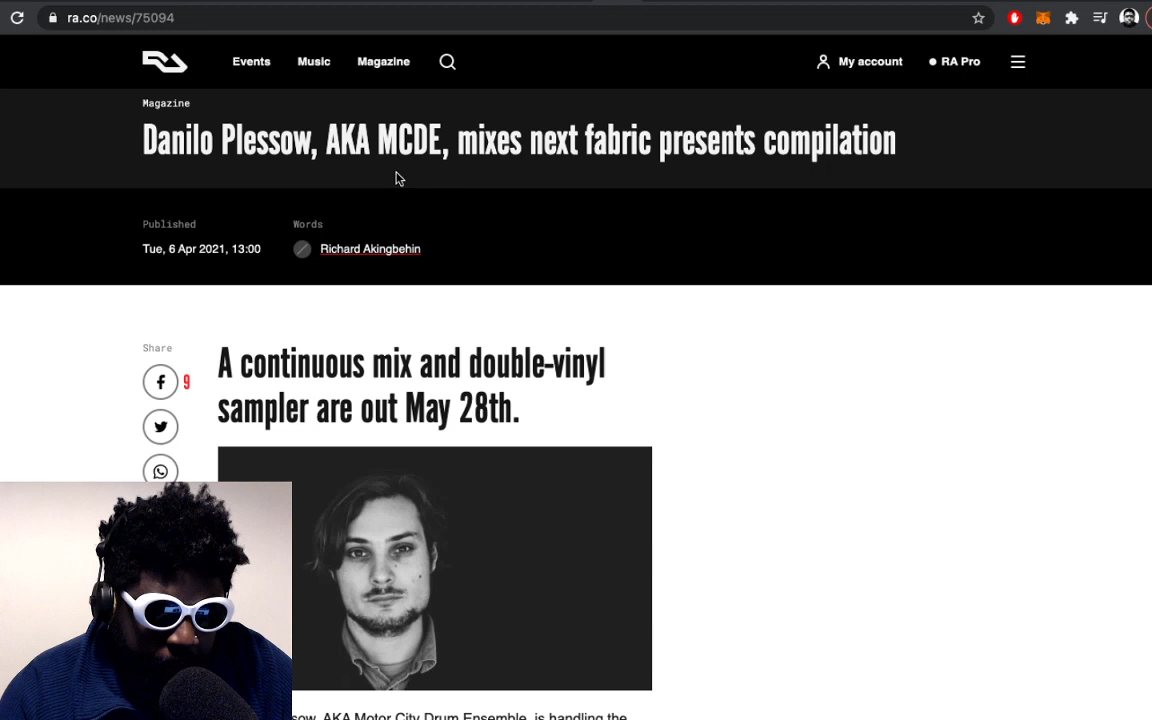 ra.co/news/75094
Events Music Magazine My account RA Pro
Magazine
Danilo Plessow, AKA MCDE, mixes next fabric presents compilation
Published Words
Tue, 6 Apr 2021, 13:00 Richard Akingbehin
Share
A continuous mix and double-vinyl
sampler are out May 28th.
9
sow, AKA Motor City Drum Ensemble, is handling the